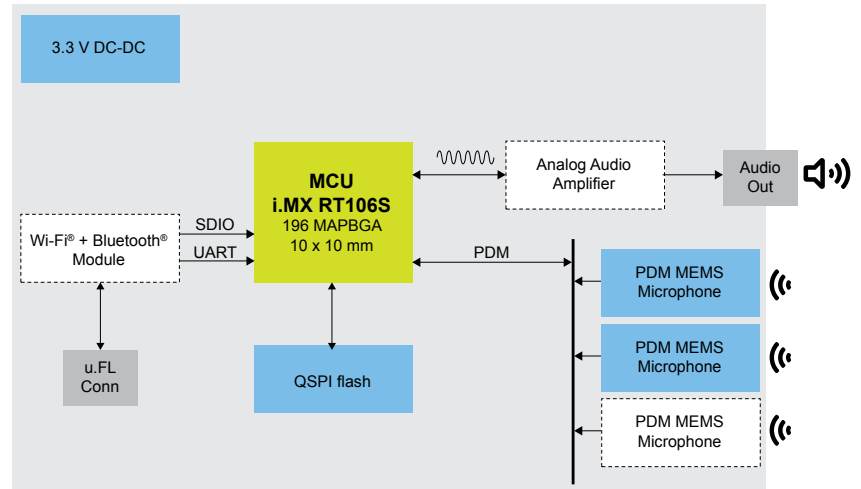 3.3 V DC-DC
MCU
i.MX RT106S
196 MAPBGA
10 x 10 mm
Analog Audio
Amplifier
Audio
Out
Wi-Fi® + Bluetooth®
Module
SDIO
UART
PDM
PDM MEMS
Microphone
PDM MEMS
Microphone
PDM MEMS
Microphone
u.FL
Conn
QSPI flash